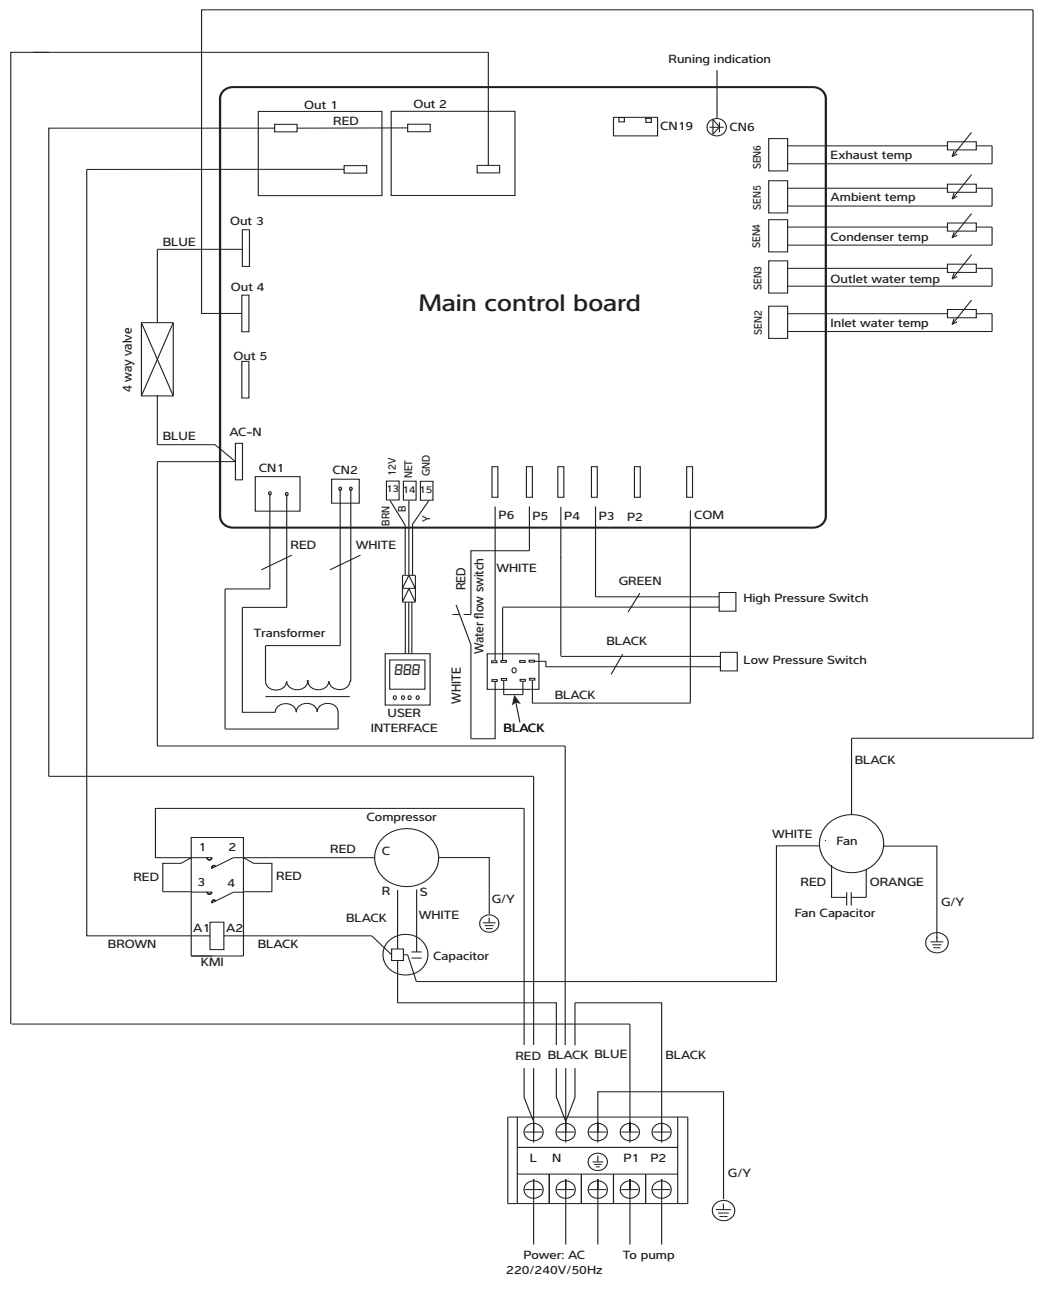 Runing indication
Out 1
Out 2
RED
CN19
CN6
SEN6
Exhaust temp
SEN5
Ambient temp
SEN4
Condenser temp
SEN3
Outlet water temp
SEN2
Inlet water temp
Out 3
BLUE
Out 4
Main control board
4 way valve
Out 5
BLUE
AC-N
CN1
CN2
12V
NET
GND
13
14
15
BRN
B
Y
P6
P5
P4
P3
P2
COM
RED
WHITE
RED
Water flow switch
WHITE
GREEN
High Pressure Switch
BLACK
Low Pressure Switch
Transformer
888
USER
INTERFACE
WHITE
BLACK
BLACK
BLACK
Compressor
1
2
RED
C
WHITE
Fan
RED
3
4
RED
R
S
G/Y
RED
ORANGE
Fan Capacitor
G/Y
BLACK
WHITE
A1
A2
BROWN
BLACK
KMI
Capacitor
RED
BLACK
BLUE
BLACK
L
N
P1
P2
G/Y
Power: AC
220/240V/50Hz
To pump